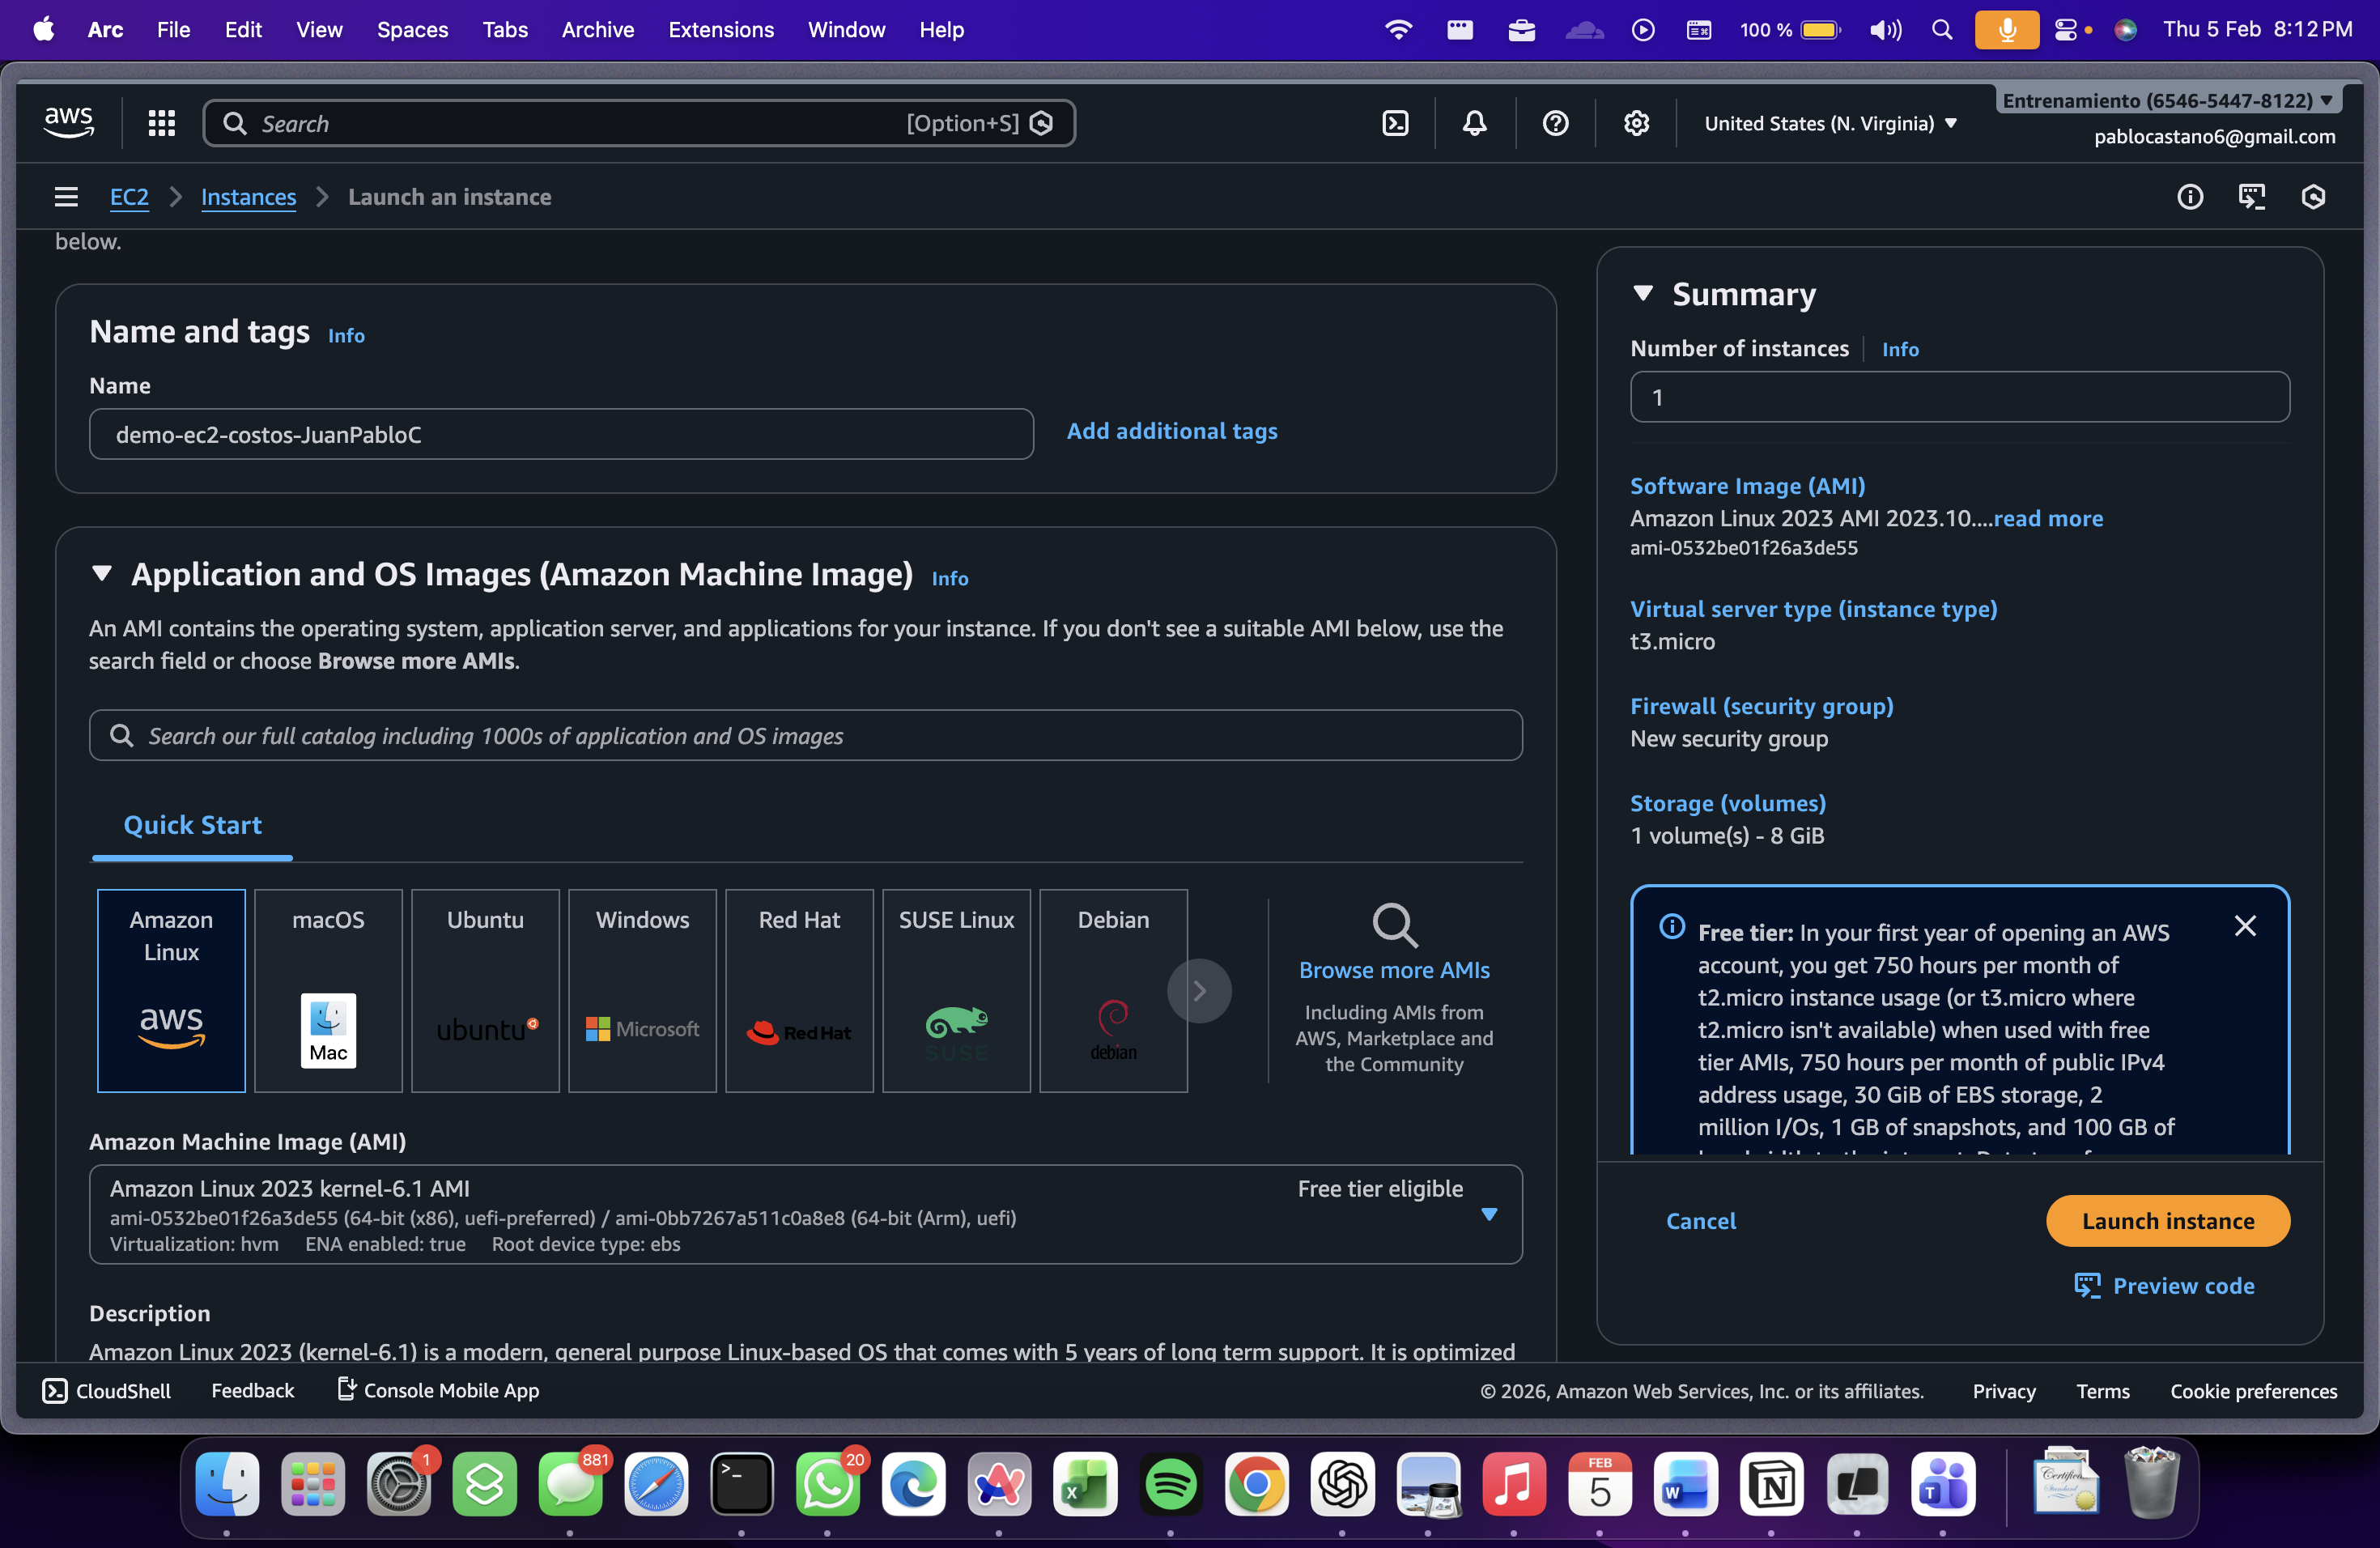 Arc File Edit View Spaces Tabs Archive Extensions Window Help 100 % Thu 5 Feb 8:12 PM
aws Search [Option+S] United States (N. Virginia) Entrenamiento (6546-5447-8122)
pablocastano6@gmail.com
EC2 Instances Launch an instance
below.
Name and tags Info
Name
demo-ec2-costos-JuanPabloC
Add additional tags
Application and OS Images (Amazon Machine Image) Info
An AMI contains the operating system, application server, and applications for your instance. If you don't see a suitable AMI below, use the
search field or choose Browse more AMIs.
Search our full catalog including 1000s of application and OS images
Quick Start
Amazon
Linux
aws
macOS
Mac
Ubuntu
ubuntu
Windows
Microsoft
Red Hat
Red Hat
SUSE Linux
SUSE
Debian
debian
Browse more AMIs
Including AMIs from
AWS, Marketplace and
the Community
Amazon Machine Image (AMI)
Amazon Linux 2023 kernel-6.1 AMI Free tier eligible
ami-0532be01f26a3de55 (64-bit (x86), uefi-preferred) / ami-0bb7267a511c0a8e8 (64-bit (Arm), uefi)
Virtualization: hvm ENA enabled: true Root device type: ebs
Description
Amazon Linux 2023 (kernel-6.1) is a modern, general purpose Linux-based OS that comes with 5 years of long term support. It is optimized
Summary
Number of instances Info
1
Software Image (AMI)
Amazon Linux 2023 AMI 2023.10....read more
ami-0532be01f26a3de55
Virtual server type (instance type)
t3.micro
Firewall (security group)
New security group
Storage (volumes)
1 volume(s) - 8 GiB
Free tier: In your first year of opening an AWS
account, you get 750 hours per month of
t2.micro instance usage (or t3.micro where
t2.micro isn't available) when used with free
tier AMIs, 750 hours per month of public IPv4
address usage, 30 GiB of EBS storage, 2
million I/Os, 1 GB of snapshots, and 100 GB of
Cancel
Launch instance
Preview code
CloudShell Feedback Console Mobile App © 2026, Amazon Web Services, Inc. or its affiliates. Privacy Terms Cookie preferences
1
881
20
FEB
5